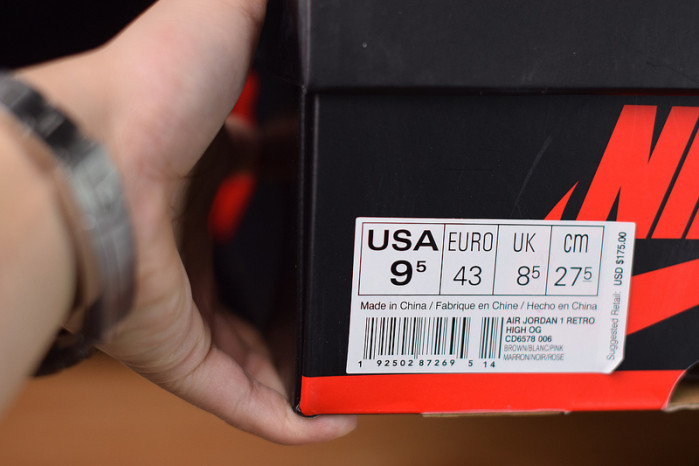 NI
USA EURO UK cm
9⁵ 43 8⁵ 27⁵
Made in China / Fabrique en Chine / Hecho en China
AIR JORDAN 1 RETRO
HIGH OG
CD6578 006
BROWN/BLANC/PINK
MARRON/NOIR/ROSE
1 92502 87269 5 14
Suggested Retail: USD $175.00